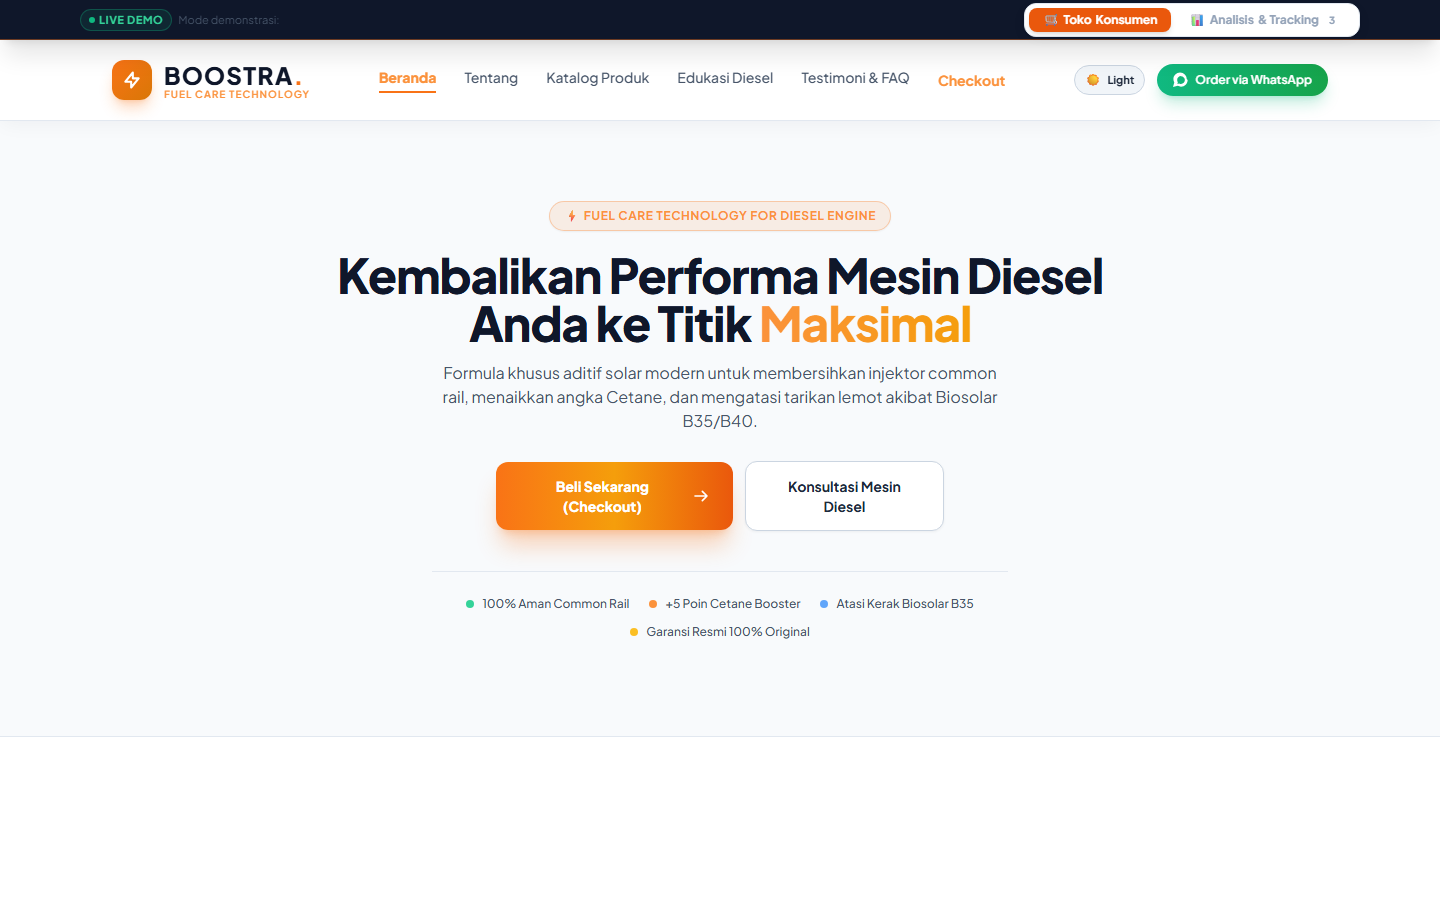 LIVE DEMO Mode demonstrasi:
Toko Konsumen Analisis & Tracking 3
BOOSTRA.
FUEL CARE TECHNOLOGY
Beranda Tentang Katalog Produk Edukasi Diesel Testimoni & FAQ Checkout
Light Order via WhatsApp
FUEL CARE TECHNOLOGY FOR DIESEL ENGINE
Kembalikan Performa Mesin Diesel
Anda ke Titik Maksimal
Formula khusus aditif solar modern untuk membersihkan injektor common
rail, menaikkan angka Cetane, dan mengatasi tarikan lemot akibat Biosolar
B35/B40.
Beli Sekarang
(Checkout)
Konsultasi Mesin
Diesel
100% Aman Common Rail +5 Poin Cetane Booster Atasi Kerak Biosolar B35
Garansi Resmi 100% Original